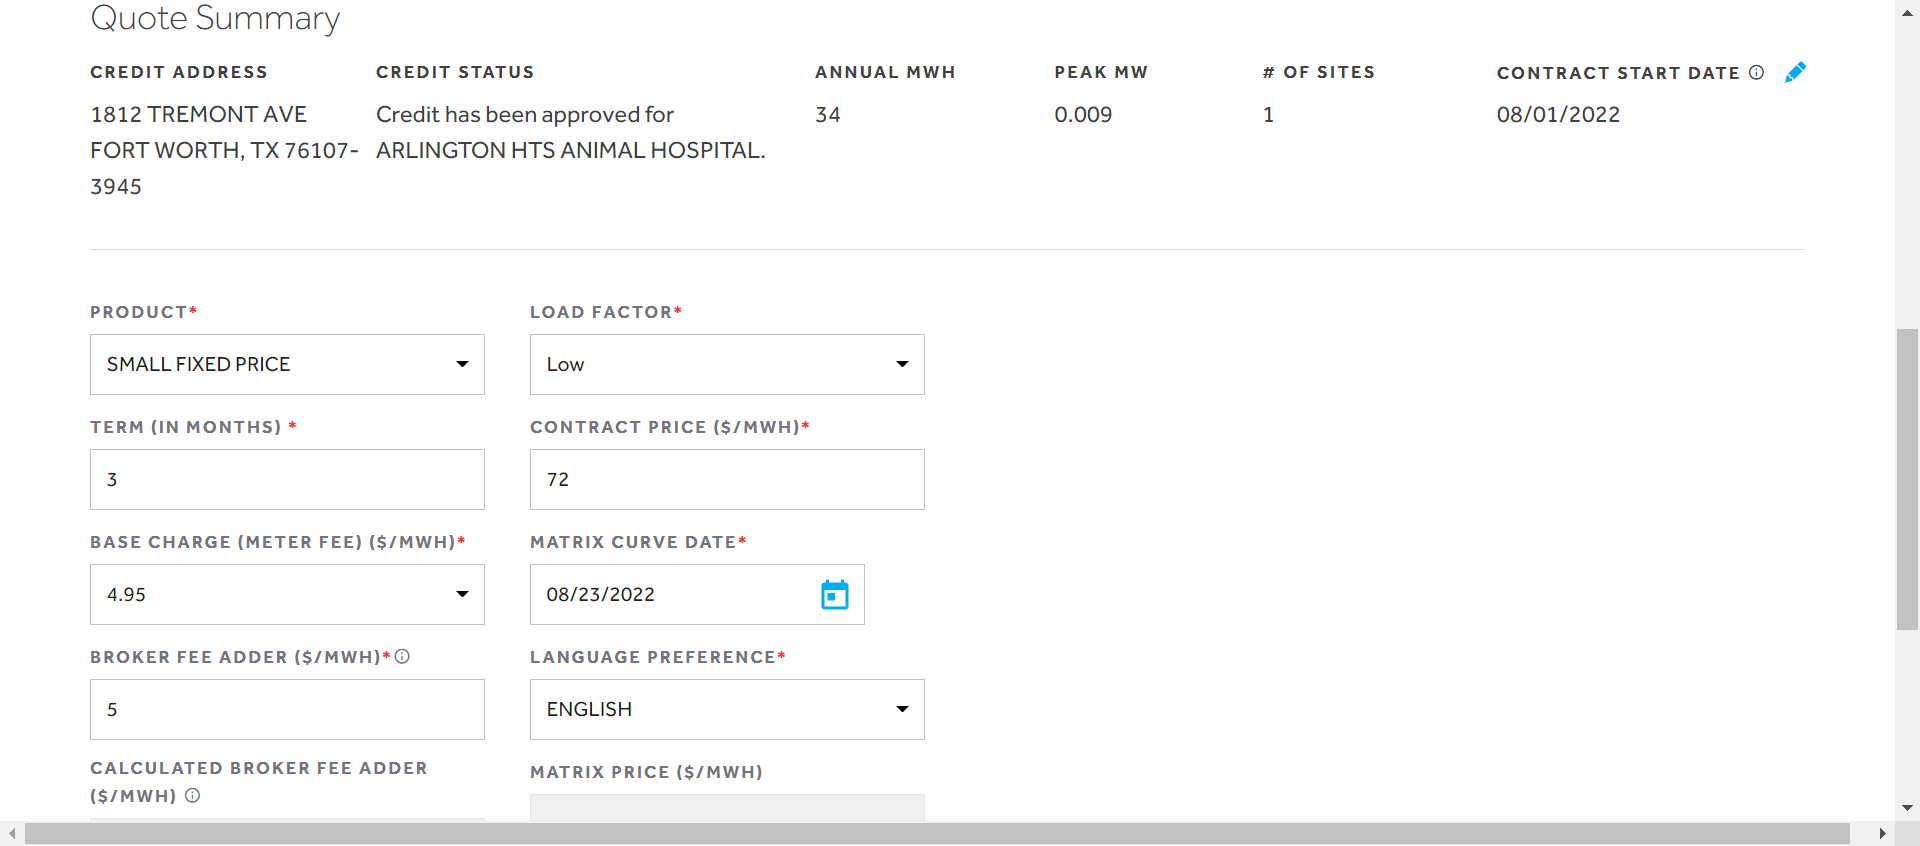 Quote Summary
CREDIT ADDRESS
CREDIT STATUS
ANNUAL MWH
PEAK MW
# OF SITES
CONTRACT START DATE
1812 TREMONT AVE
FORT WORTH, TX 76107-
3945
Credit has been approved for
ARLINGTON HTS ANIMAL HOSPITAL.
34
0.009
1
08/01/2022
PRODUCT*
LOAD FACTOR*
SMALL FIXED PRICE
Low
TERM (IN MONTHS) *
CONTRACT PRICE ($/MWH)*
3
72
BASE CHARGE (METER FEE) ($/MWH)*
MATRIX CURVE DATE*
4.95
08/23/2022
BROKER FEE ADDER ($/MWH)*
LANGUAGE PREFERENCE*
5
ENGLISH
CALCULATED BROKER FEE ADDER
($/MWH)
MATRIX PRICE ($/MWH)